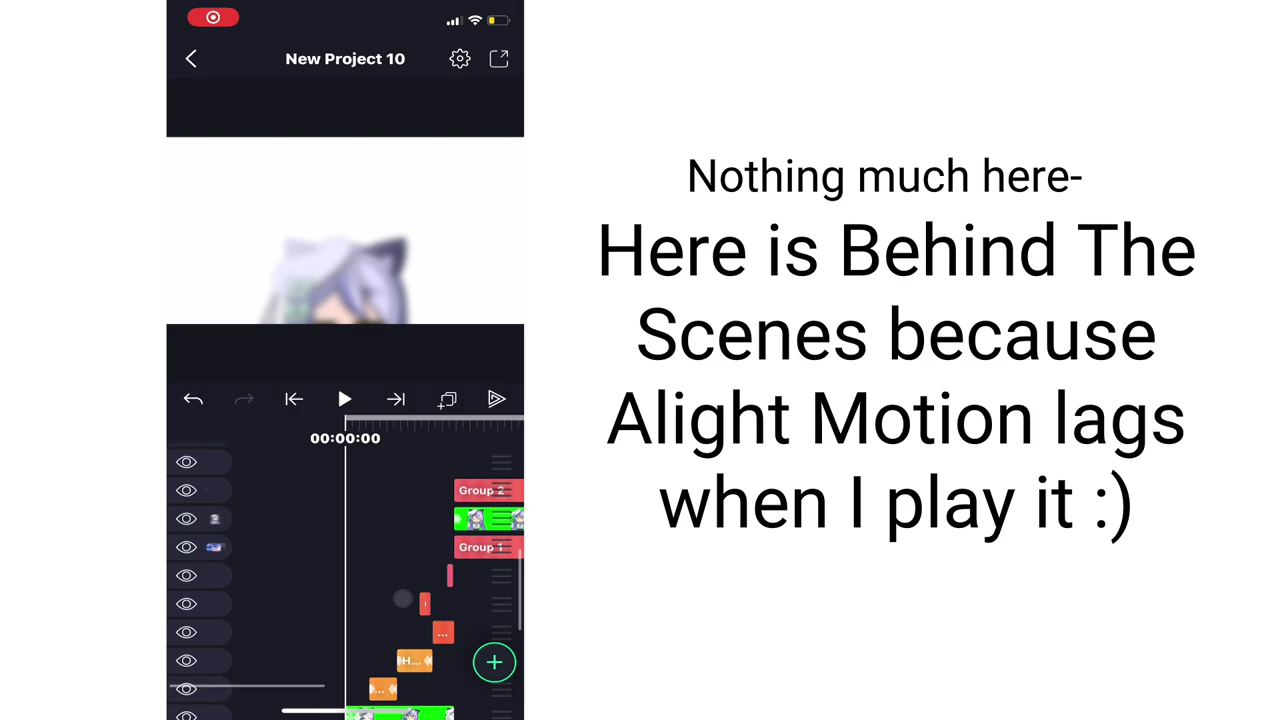 New Project 10
Nothing much here-
Here is Behind The
Scenes because
Alight Motion lags
when I play it :)
00:00:00
Group 2
Group 1
...
H...
...